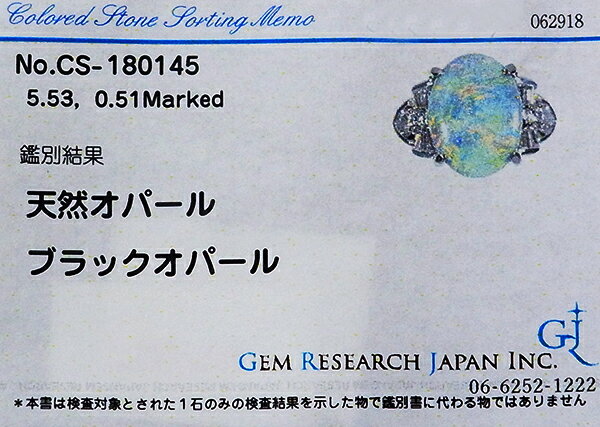 Colored Stone Sorting Memo
062918
No.CS-180145
5.53, 0.51Marked
鑑別結果
天然オパール
ブラックオパール
GR
GEM RESEARCH JAPAN INC.
06-6252-1222
*本書は検査対象とされた1石のみの検査結果を示した物で鑑別書に代わる物ではありません